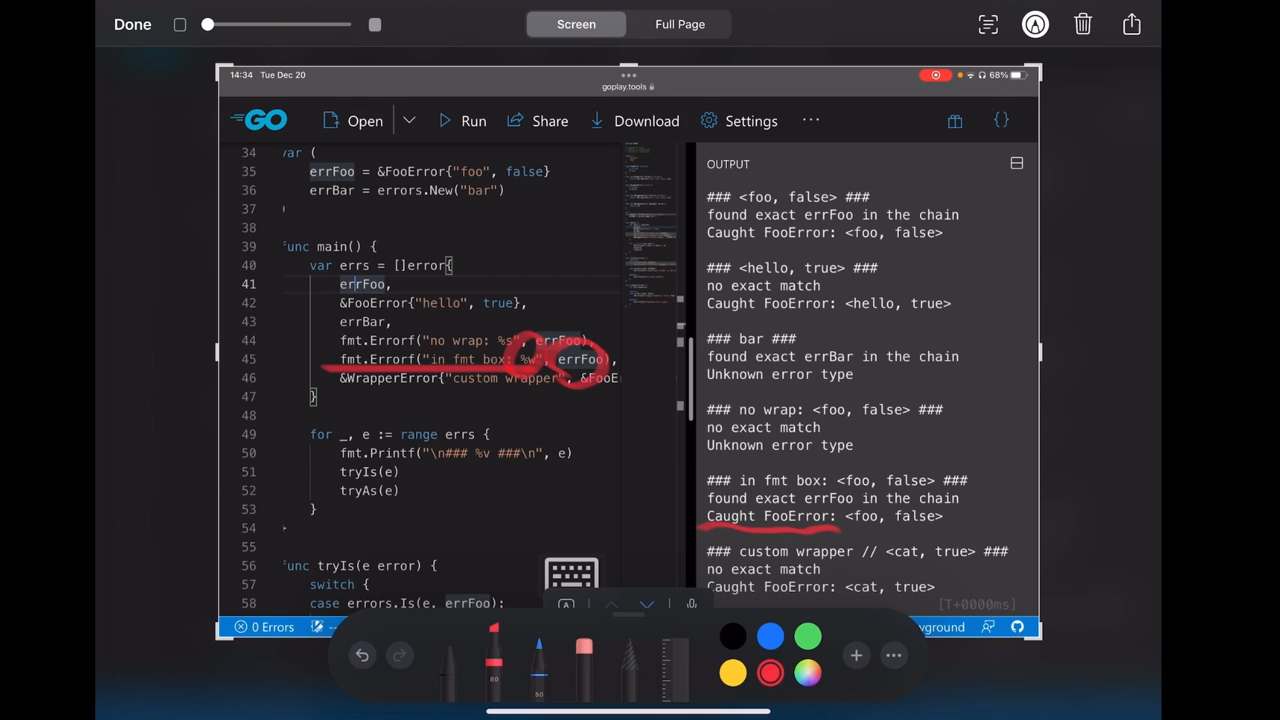 Done
Screen
Full Page
14:34 Tue Dec 20
goplay.tools
68%
GO
Open
Run
Share
Download
Settings
34 var (
35 errFoo = &FooError{"foo", false}
36 errBar = errors.New("bar")
37 )
38
39 func main() {
40 var errs = []error{
41 errFoo,
42 &FooError{"hello", true},
43 errBar,
44 fmt.Errorf("no wrap: %s", errFoo),
45 fmt.Errorf("in fmt box: %w", errFoo),
46 &WrapperError{"custom wrapper", &FooE
47 }
48
49 for _, e := range errs {
50 fmt.Printf("\n### %v ###\n", e)
51 tryIs(e)
52 tryAs(e)
53 }
54
55
56 func tryIs(e error) {
57 switch {
58 case errors.Is(e, errFoo):
OUTPUT
### <foo, false> ###
found exact errFoo in the chain
Caught FooError: <foo, false>
### <hello, true> ###
no exact match
Caught FooError: <hello, true>
### bar ###
found exact errBar in the chain
Unknown error type
### no wrap: <foo, false> ###
no exact match
Unknown error type
### in fmt box: <foo, false> ###
found exact errFoo in the chain
Caught FooError: <foo, false>
### custom wrapper // <cat, true> ###
no exact match
Caught FooError: <cat, true>
[T+0000ms]
0 Errors
--
yground
80
50